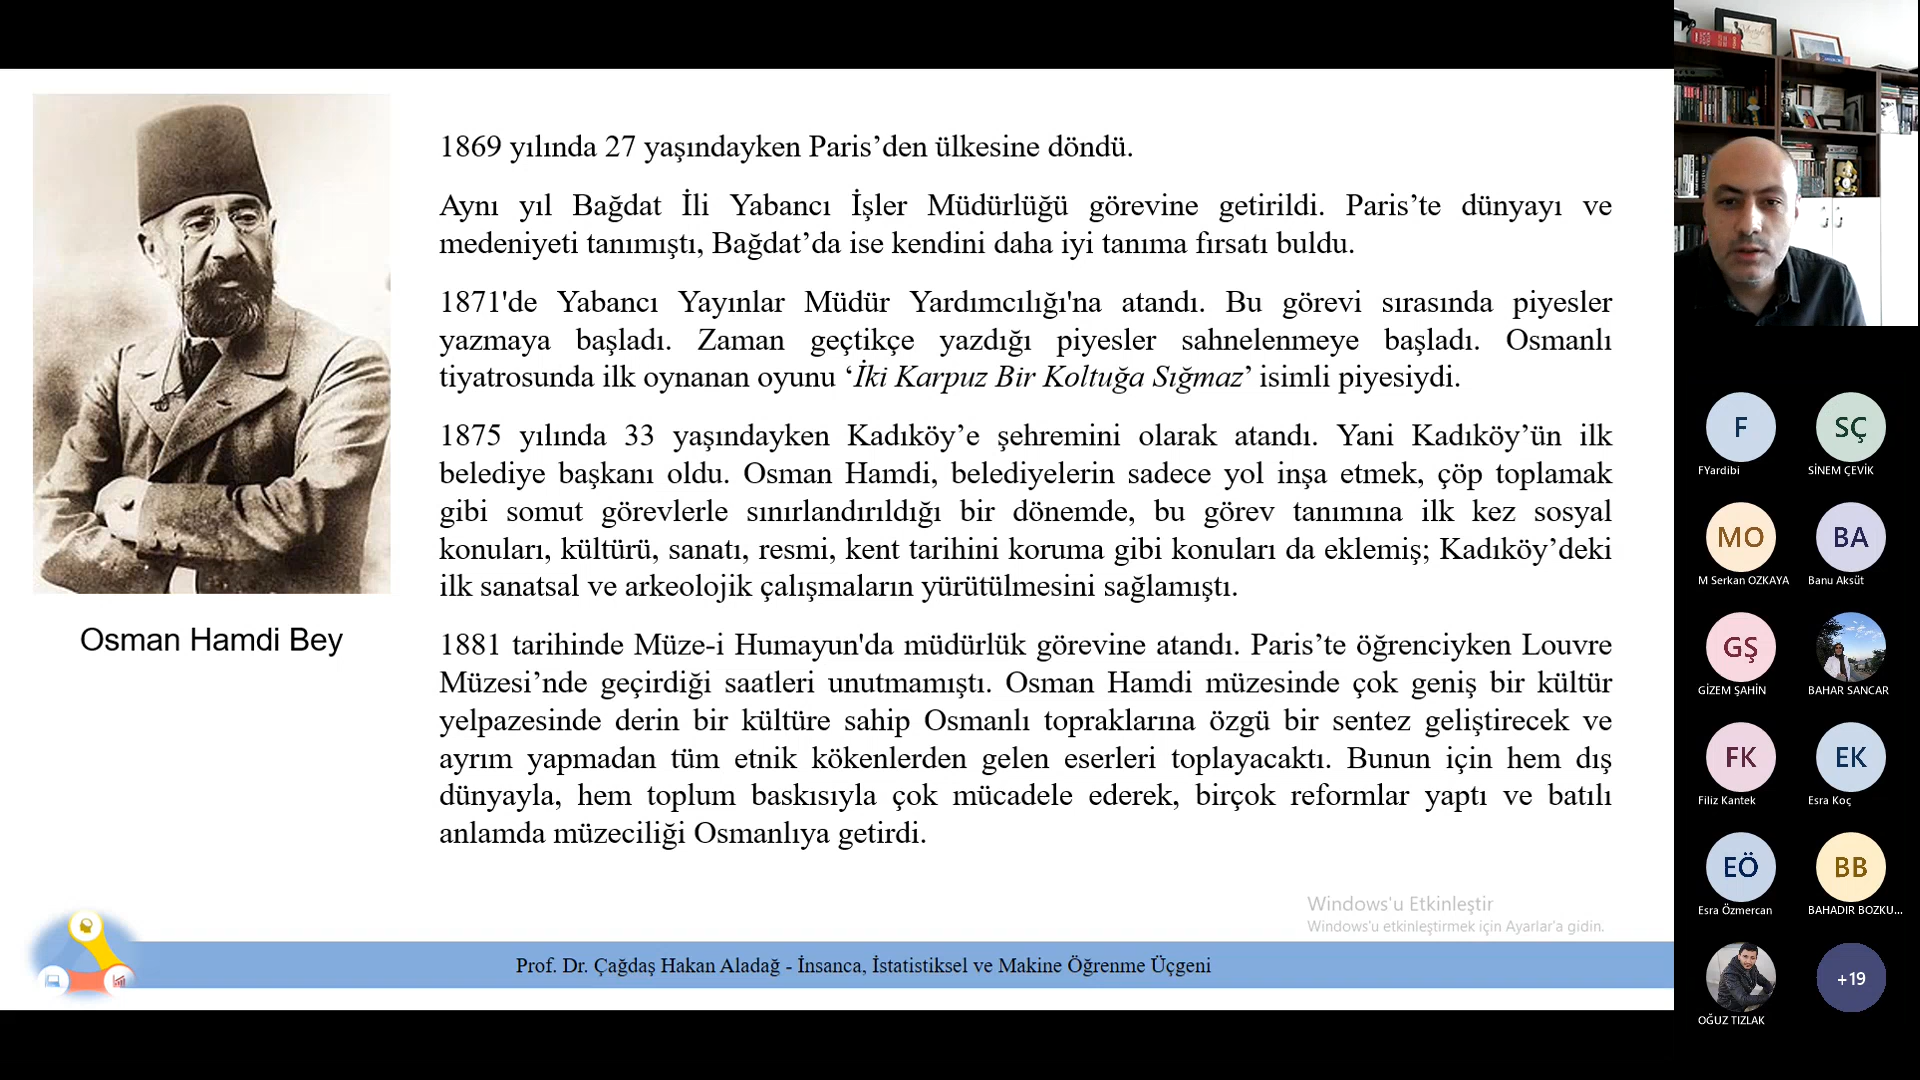 1869 yılında 27 yaşındayken Paris’den ülkesine döndü.
Aynı yıl Bağdat İli Yabancı İşler Müdürlüğü görevine getirildi. Paris’te dünyayı ve
medeniyeti tanımıştı, Bağdat’da ise kendini daha iyi tanıma fırsatı buldu.
1871'de Yabancı Yayınlar Müdür Yardımcılığı'na atandı. Bu görevi sırasında piyesler
yazmaya başladı. Zaman geçtikçe yazdığı piyesler sahnelenmeye başladı. Osmanlı
tiyatrosunda ilk oynanan oyunu ‘İki Karpuz Bir Koltuğa Sığmaz’ isimli piyesiydi.
1875 yılında 33 yaşındayken Kadıköy’e şehremini olarak atandı. Yani Kadıköy’ün ilk
belediye başkanı oldu. Osman Hamdi, belediyelerin sadece yol inşa etmek, çöp toplamak
gibi somut görevlerle sınırlandırıldığı bir dönemde, bu görev tanımına ilk kez sosyal
konuları, kültürü, sanatı, resmi, kent tarihini koruma gibi konuları da eklemiş; Kadıköy’deki
ilk sanatsal ve arkeolojik çalışmaların yürütülmesini sağlamıştı.
Osman Hamdi Bey
1881 tarihinde Müze-i Humayun'da müdürlük görevine atandı. Paris’te öğrenciyken Louvre
Müzesi’nde geçirdiği saatleri unutmamıştı. Osman Hamdi müzesinde çok geniş bir kültür
yelpazesinde derin bir kültüre sahip Osmanlı topraklarına özgü bir sentez geliştirecek ve
ayrım yapmadan tüm etnik kökenlerden gelen eserleri toplayacaktı. Bunun için hem dış
dünyayla, hem toplum baskısıyla çok mücadele ederek, birçok reformlar yaptı ve batılı
anlamda müzeciliği Osmanlıya getirdi.
Windows'u Etkinleştir
Windows'u etkinleştirmek için Ayarlar'a gidin.
Prof. Dr. Çağdaş Hakan Aladağ - İnsanca, İstatistiksel ve Makine Öğrenme Üçgeni
F
SÇ
FYardibi
SİNEM ÇEVİK
MO
BA
M Serkan OZKAYA
Banu Aksüt
GŞ
GİZEM ŞAHİN
BAHAR SANCAR
FK
EK
Filiz Kantek
Esra Koç
EÖ
BB
Esra Özmercan
BAHADIR BOZKU...
+19
OĞUZ TIZLAK